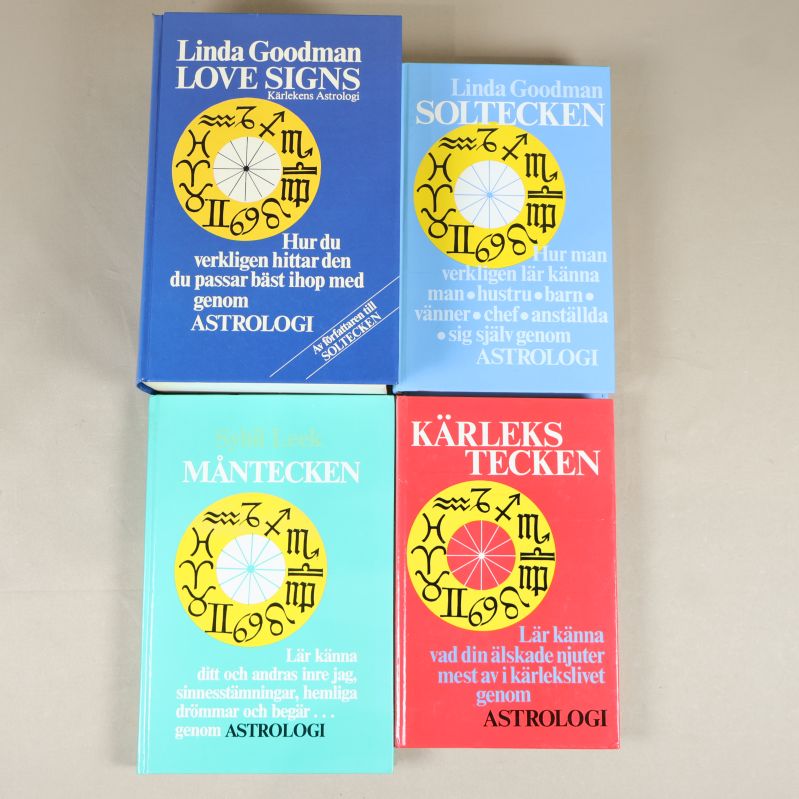 Linda Goodman
LOVE SIGNS
Kärlekens Astrologi
Hur du
verkligen hittar den
du passar bäst ihop med
genom
ASTROLOGI
Av författaren till
SOLTECKEN
Linda Goodman
SOLTECKEN
Hur man
verkligen lär känna
man • hustru • barn •
vänner • chef • anställda
• sig själv genom
ASTROLOGI
Sybil Leek
MÅNTECKEN
Lär känna
ditt och andras inre jag,
sinnesstämningar, hemliga
drömmar och begär...
genom ASTROLOGI
KÄRLEKS
TECKEN
Lär känna
vad din älskade njuter
mest av i kärlekslivet
genom
ASTROLOGI